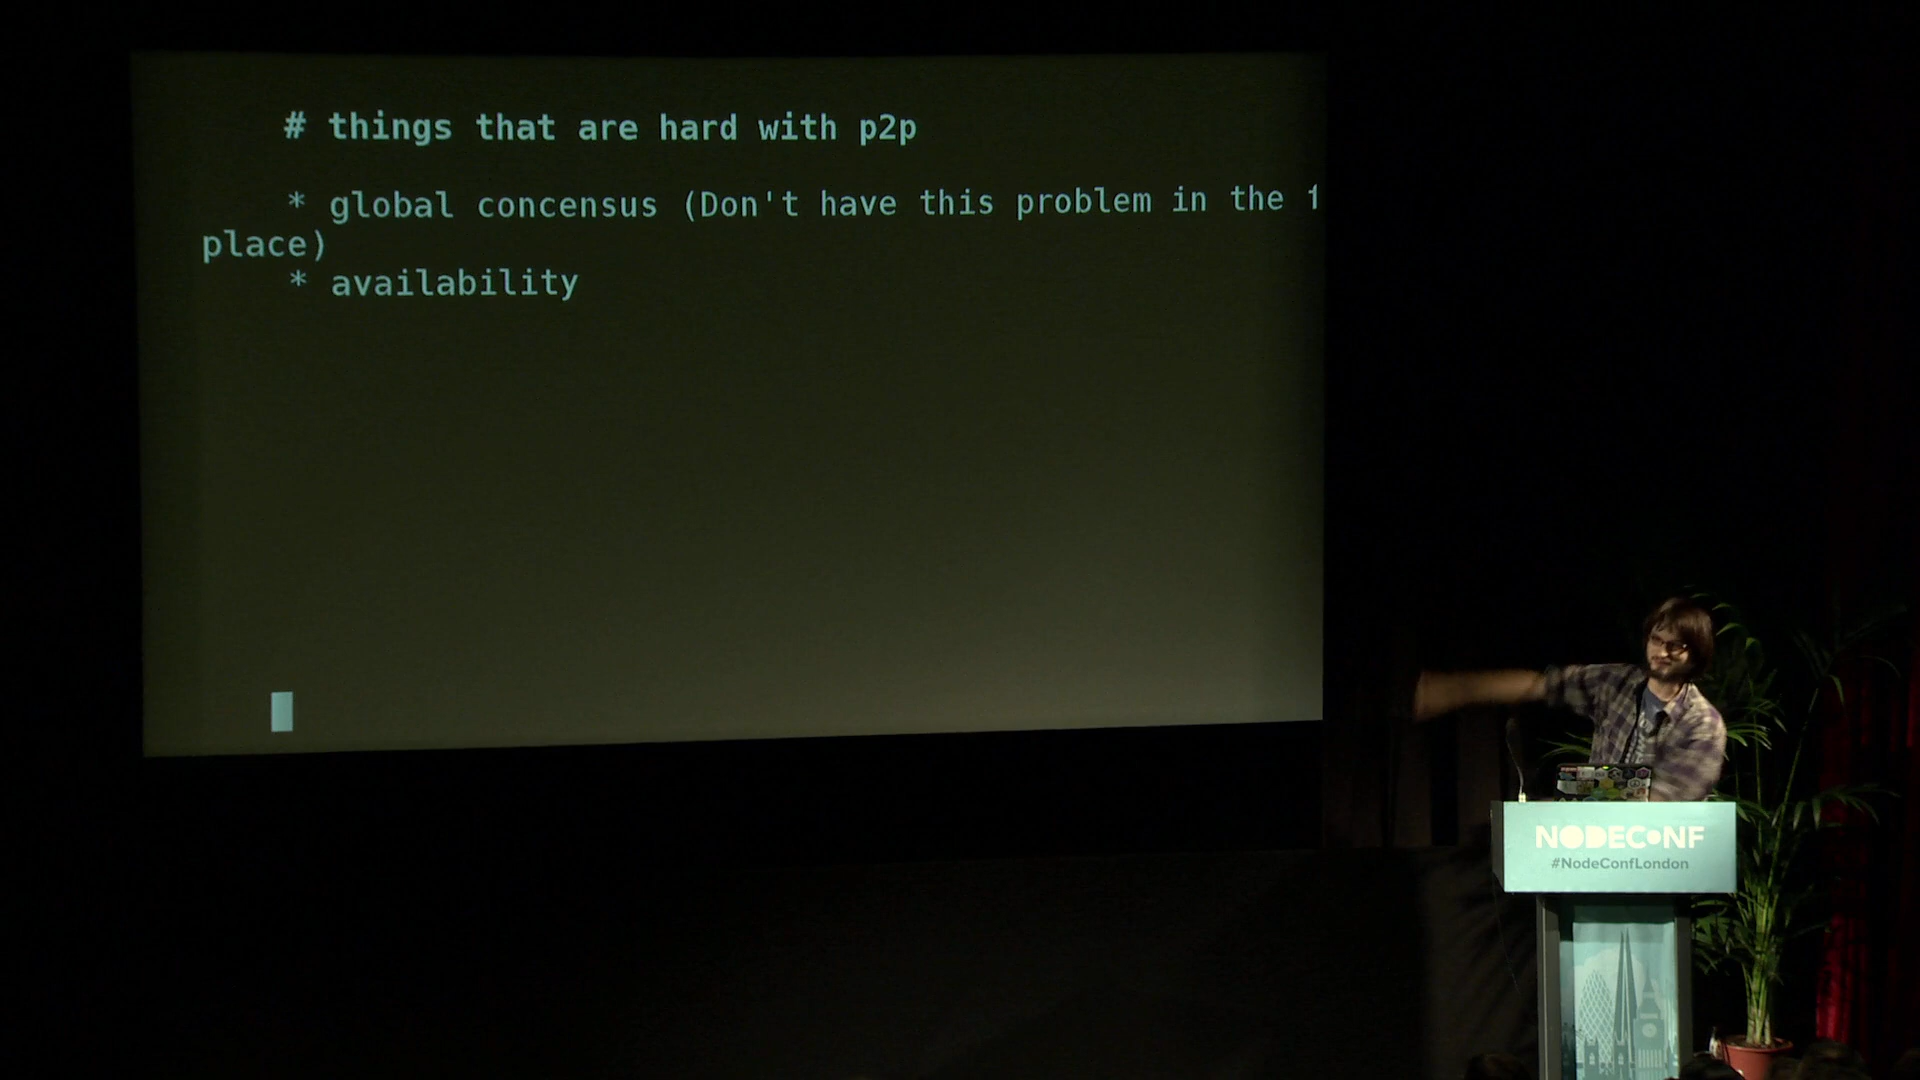 # things that are hard with p2p
* global concensus (Don't have this problem in the
place)
* availability
NODECONF
#NodeConfLondon